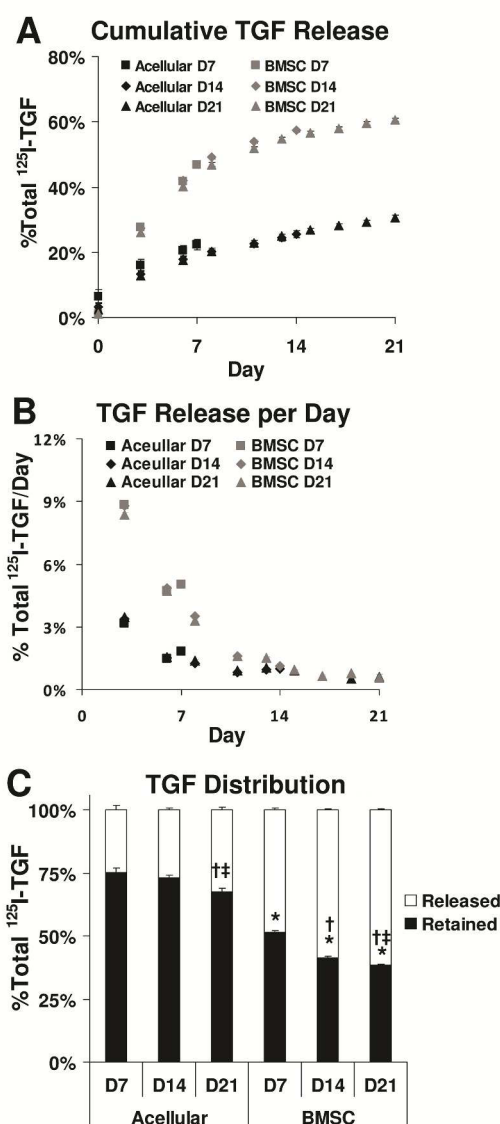 A Cumulative TGF Release
80%
60%
40%
20%
0%
%Total ¹²⁵I-TGF
Acellular D7 BMSC D7
Acellular D14 BMSC D14
Acellular D21 BMSC D21
0 7 14 21
Day
B TGF Release per Day
12%
9%
6%
3%
0%
% Total ¹²⁵I-TGF/Day
Aceullar D7 BMSC D7
Aceullar D14 BMSC D14
Aceullar D21 BMSC D21
0 7 14 21
Day
C TGF Distribution
100%
75%
50%
25%
0%
%Total ¹²⁵I-TGF
†‡
*
†
*
†‡
*
Released
Retained
D7 D14 D21 D7 D14 D21
Acellular BMSC